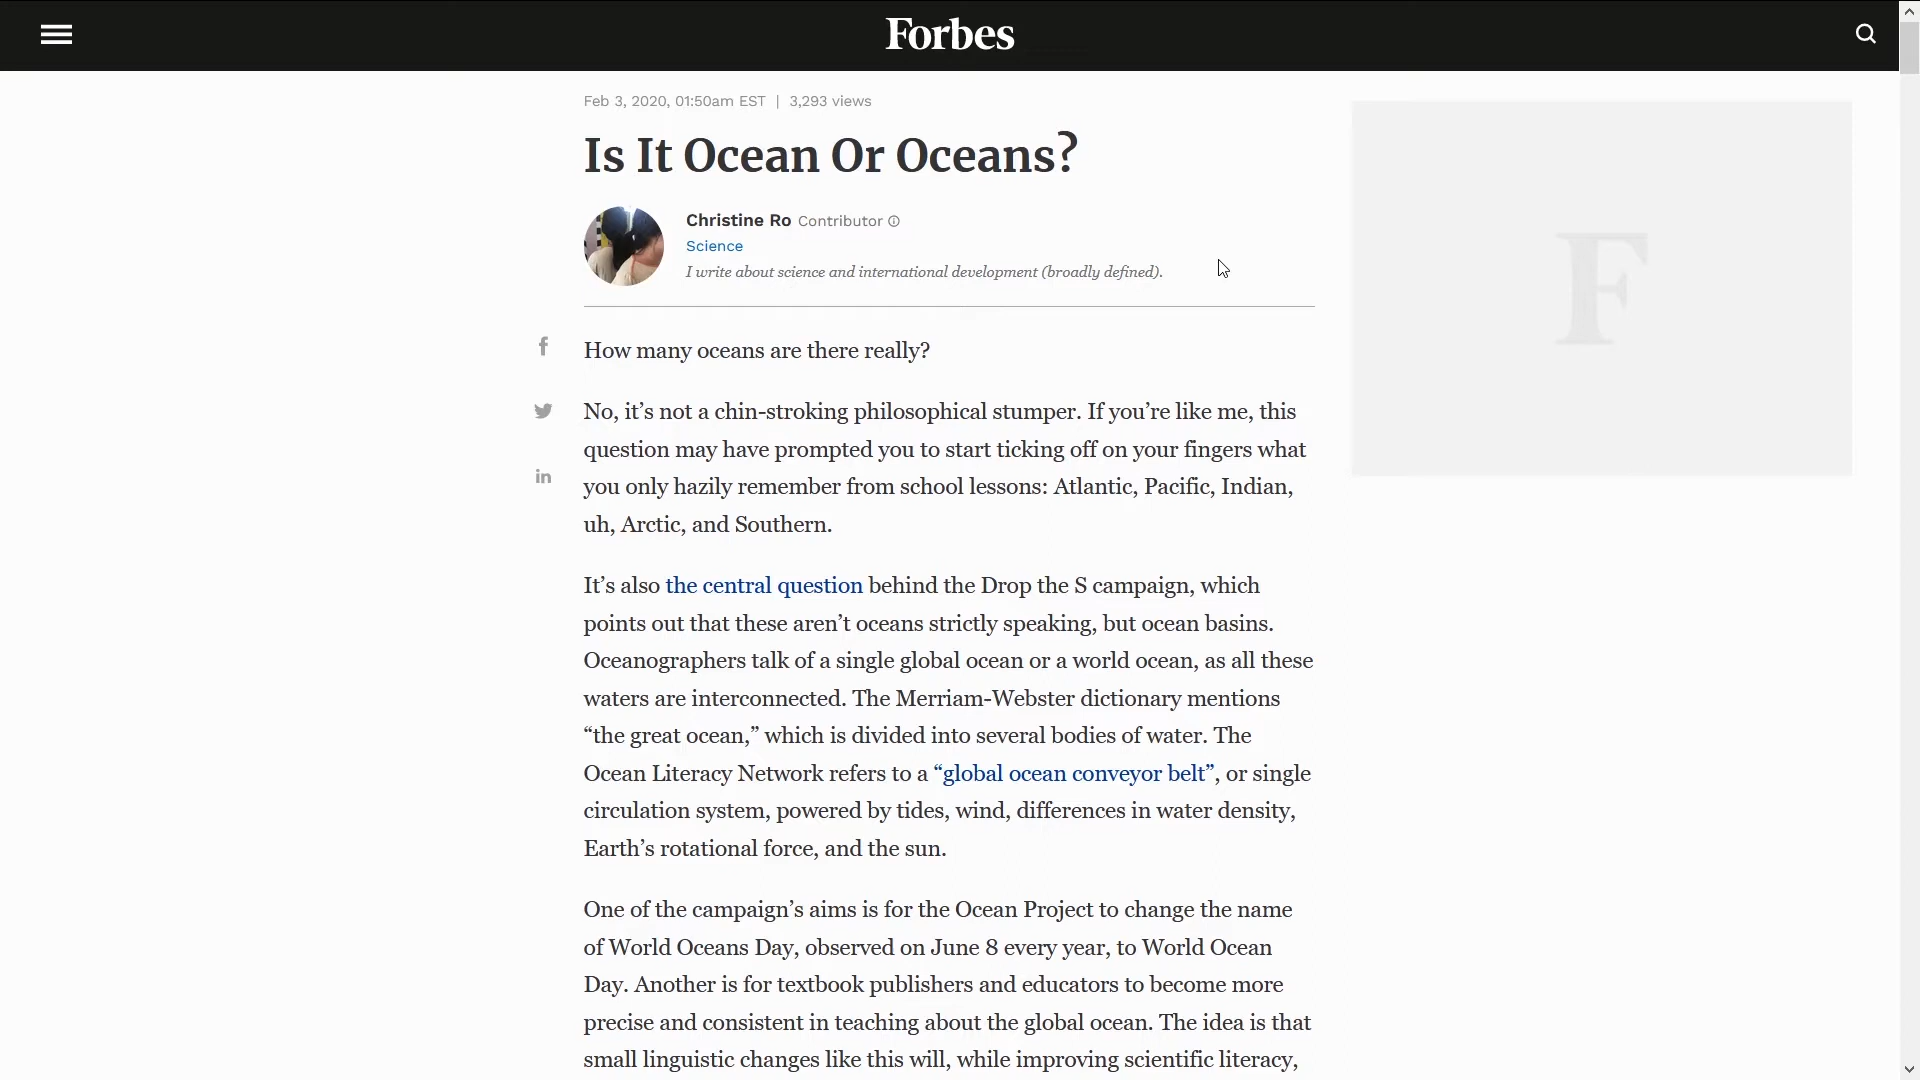 Forbes
Feb 3, 2020, 01:50am EST | 3,293 views
Is It Ocean Or Oceans?
Christine Ro Contributor
Science
I write about science and international development (broadly defined).
How many oceans are there really?
No, it’s not a chin-stroking philosophical stumper. If you’re like me, this
question may have prompted you to start ticking off on your fingers what
you only hazily remember from school lessons: Atlantic, Pacific, Indian,
uh, Arctic, and Southern.
It’s also the central question behind the Drop the S campaign, which
points out that these aren’t oceans strictly speaking, but ocean basins.
Oceanographers talk of a single global ocean or a world ocean, as all these
waters are interconnected. The Merriam-Webster dictionary mentions
“the great ocean,” which is divided into several bodies of water. The
Ocean Literacy Network refers to a “global ocean conveyor belt”, or single
circulation system, powered by tides, wind, differences in water density,
Earth’s rotational force, and the sun.
One of the campaign’s aims is for the Ocean Project to change the name
of World Oceans Day, observed on June 8 every year, to World Ocean
Day. Another is for textbook publishers and educators to become more
precise and consistent in teaching about the global ocean. The idea is that
small linguistic changes like this will, while improving scientific literacy,
F